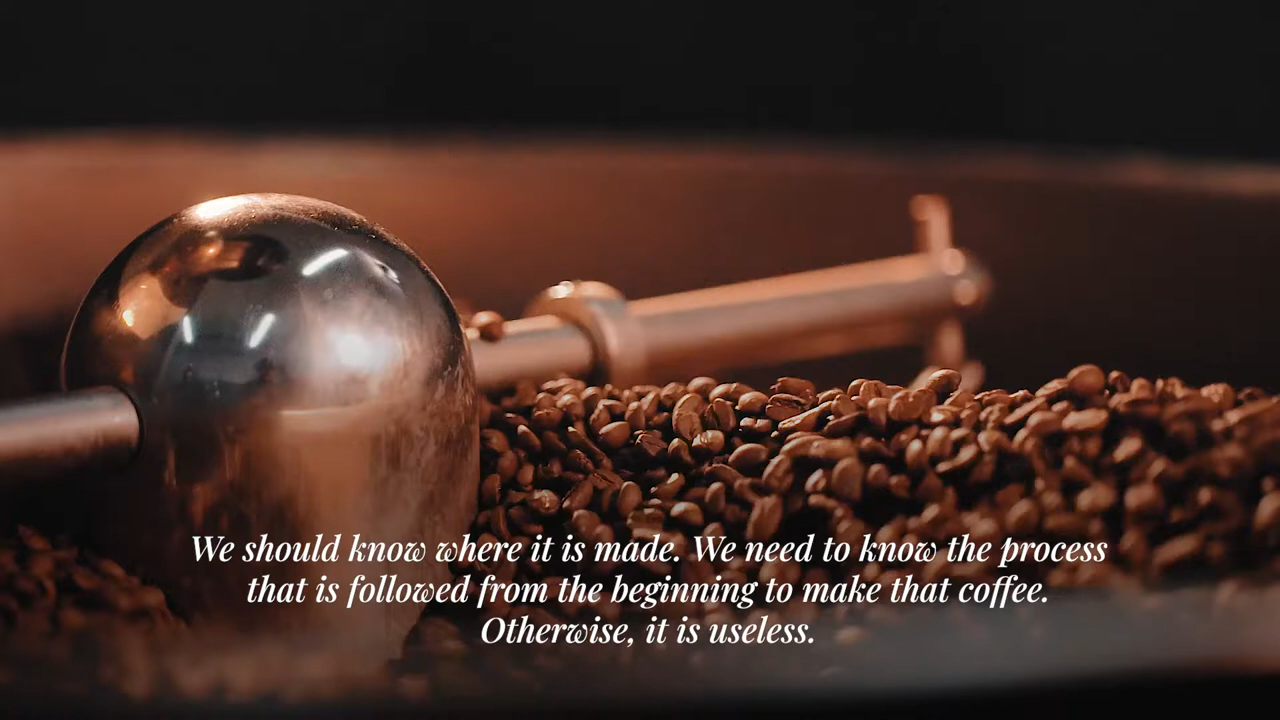 We should know where it is made. We need to know the process
that is followed from the beginning to make that coffee.
Otherwise, it is useless.